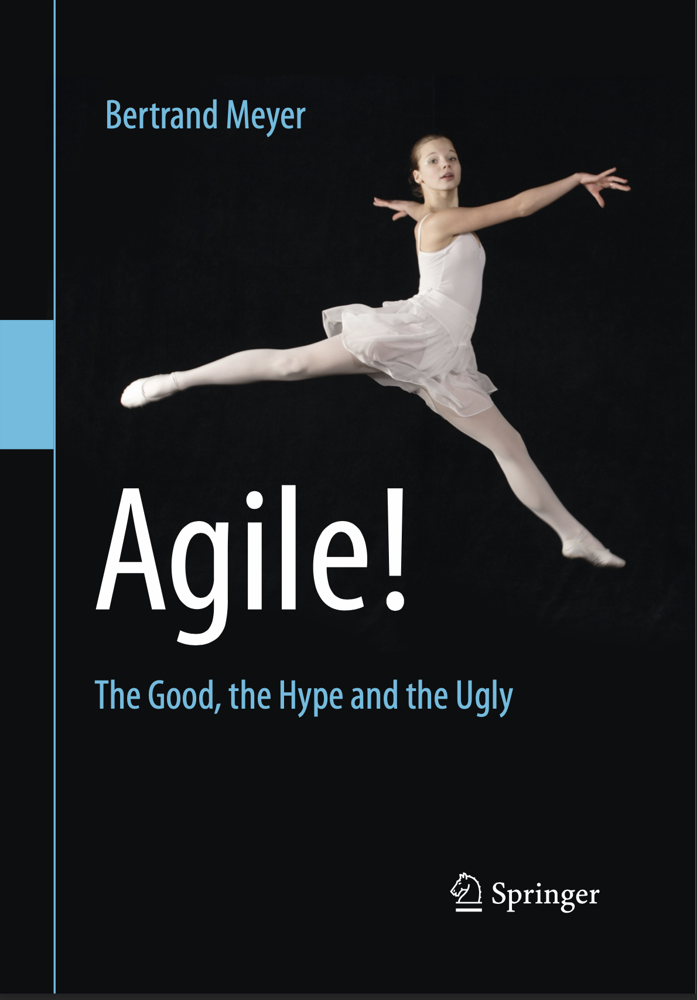 Bertrand Meyer
Agile!
The Good, the Hype and the Ugly
Springer